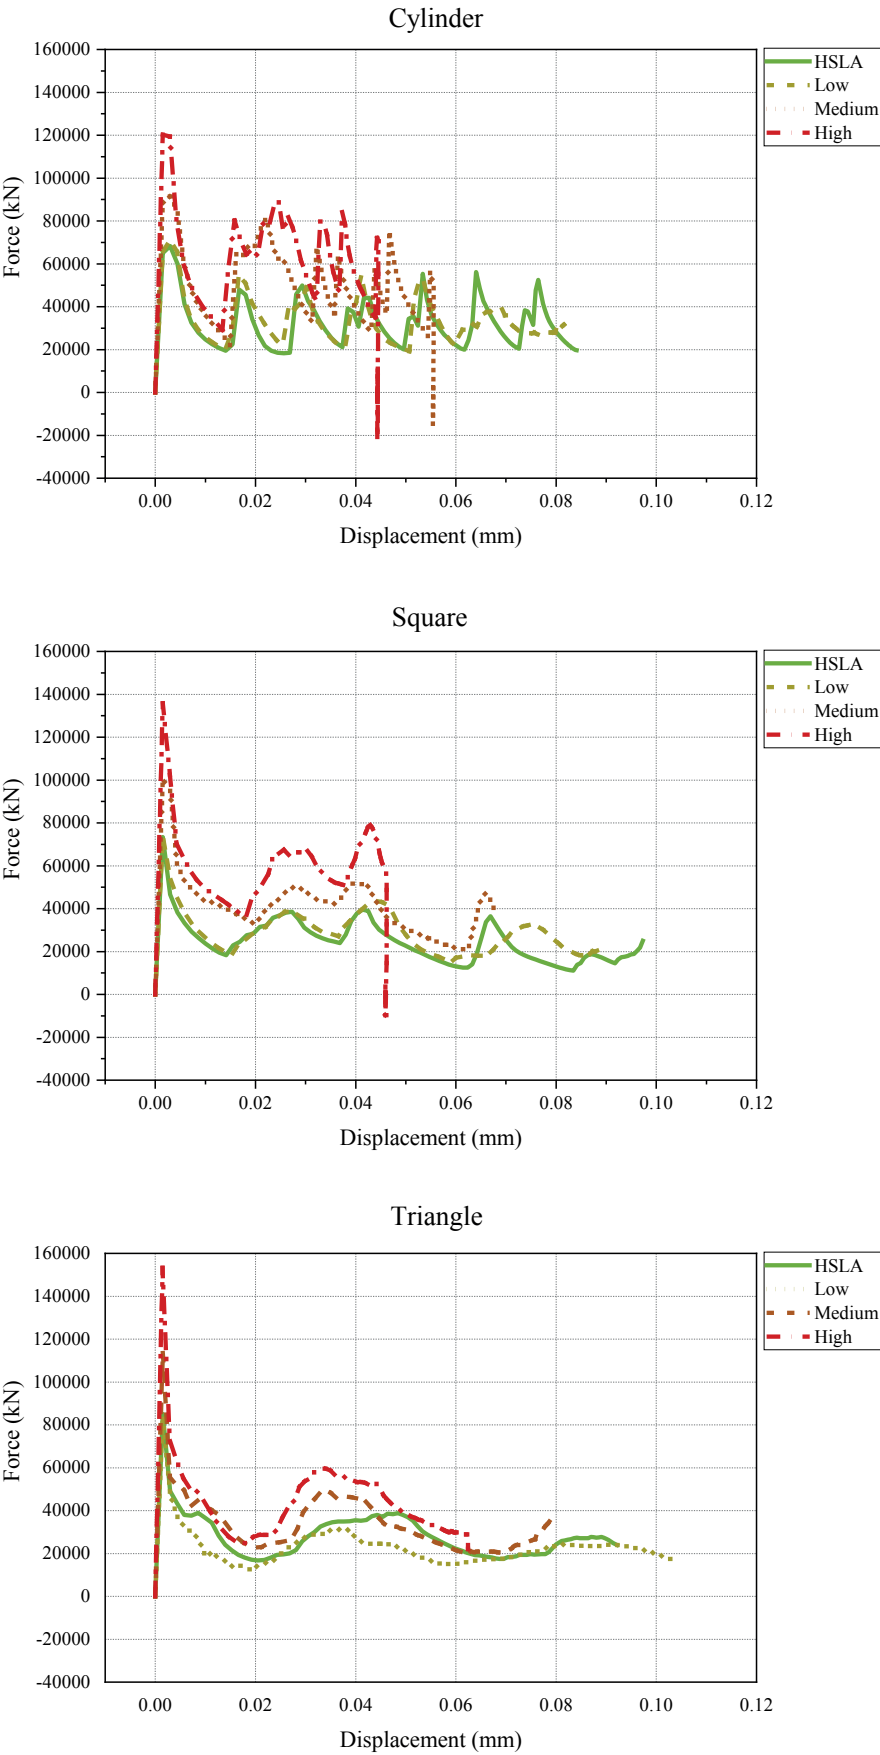 Cylinder
160000
140000
120000
100000
80000
60000
40000
20000
0
-20000
-40000
Force (kN)
0.00 0.02 0.04 0.06 0.08 0.10 0.12
Displacement (mm)
HSLA
Low
Medium
High
Square
160000
140000
120000
100000
80000
60000
40000
20000
0
-20000
-40000
Force (kN)
0.00 0.02 0.04 0.06 0.08 0.10 0.12
Displacement (mm)
HSLA
Low
Medium
High
Triangle
160000
140000
120000
100000
80000
60000
40000
20000
0
-20000
-40000
Force (kN)
0.00 0.02 0.04 0.06 0.08 0.10 0.12
Displacement (mm)
HSLA
Low
Medium
High